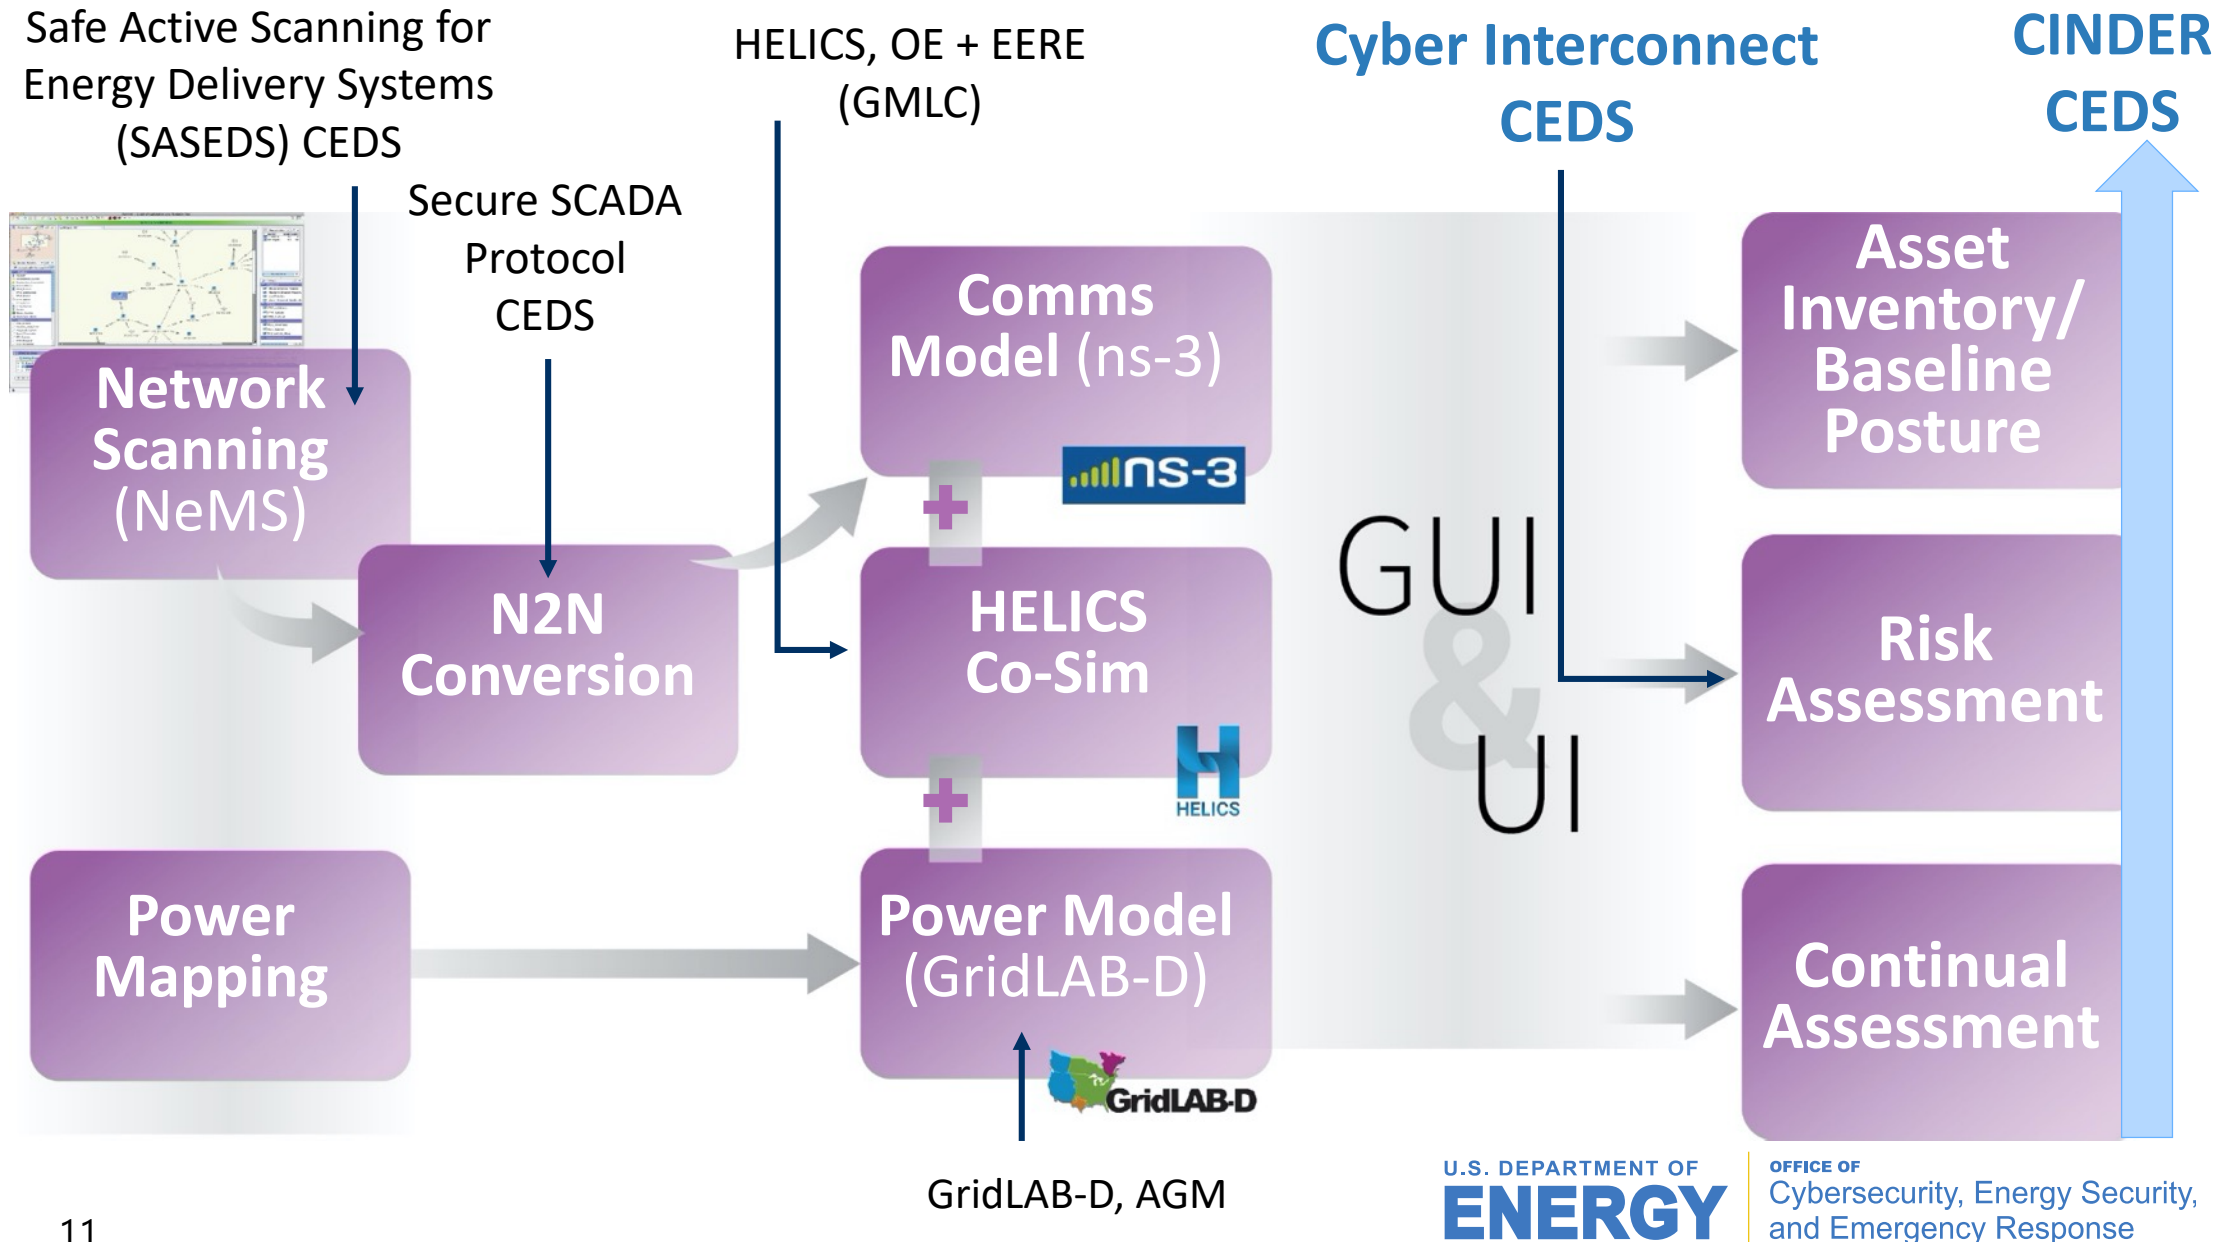 Safe Active Scanning for
Energy Delivery Systems
(SASEDS) CEDS
HELICS, OE + EERE
(GMLC)
Cyber Interconnect
CEDS
CINDER
CEDS
Secure SCADA
Protocol
CEDS
Network
Scanning
(NeMS)
N2N
Conversion
Comms
Model (ns-3)
ns-3
HELICS
Co-Sim
HELICS
Power
Mapping
Power Model
(GridLAB-D)
GridLAB-D
GridLAB-D, AGM
GUI
&
UI
Asset
Inventory/
Baseline
Posture
Risk
Assessment
Continual
Assessment
U.S. DEPARTMENT OF
ENERGY
OFFICE OF
Cybersecurity, Energy Security,
and Emergency Response
11